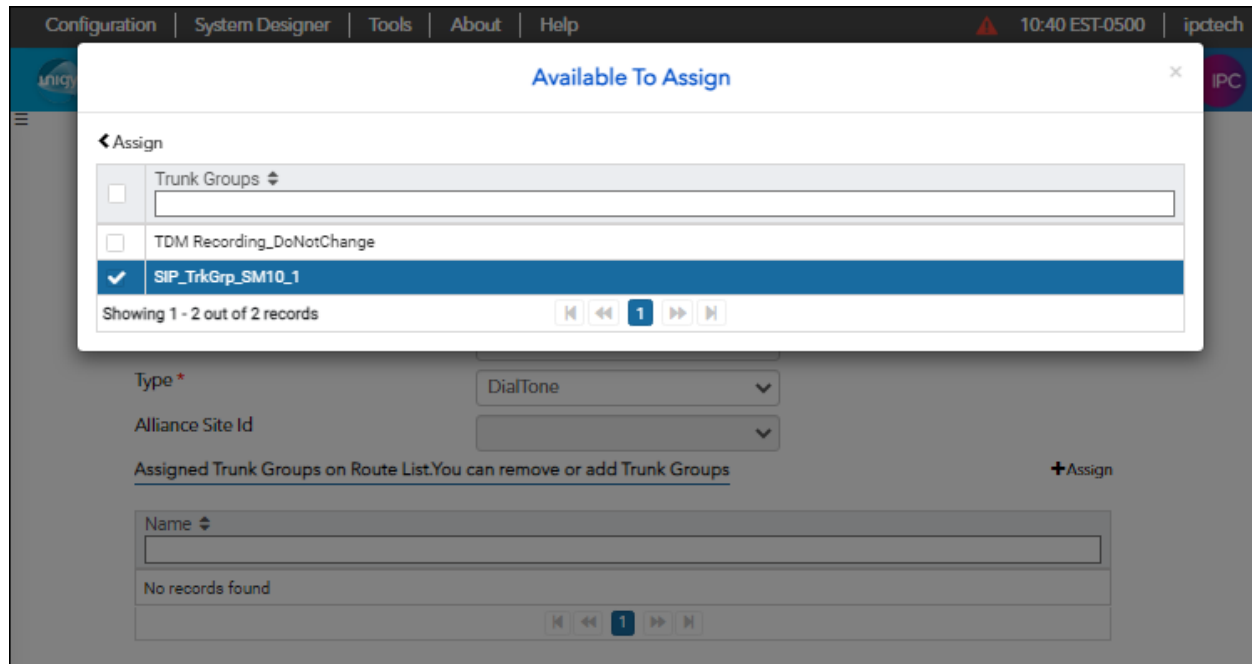 Configuration | System Designer | Tools | About | Help 10:40 EST-0500 | ipctech
unigy
IPC
Available To Assign ×
Assign
Trunk Groups
TDM Recording_DoNotChange
SIP_TrkGrp_SM10_1
Showing 1 - 2 out of 2 records 1
Type * DialTone
Alliance Site Id
Assigned Trunk Groups on Route List.You can remove or add Trunk Groups +Assign
Name
No records found
1